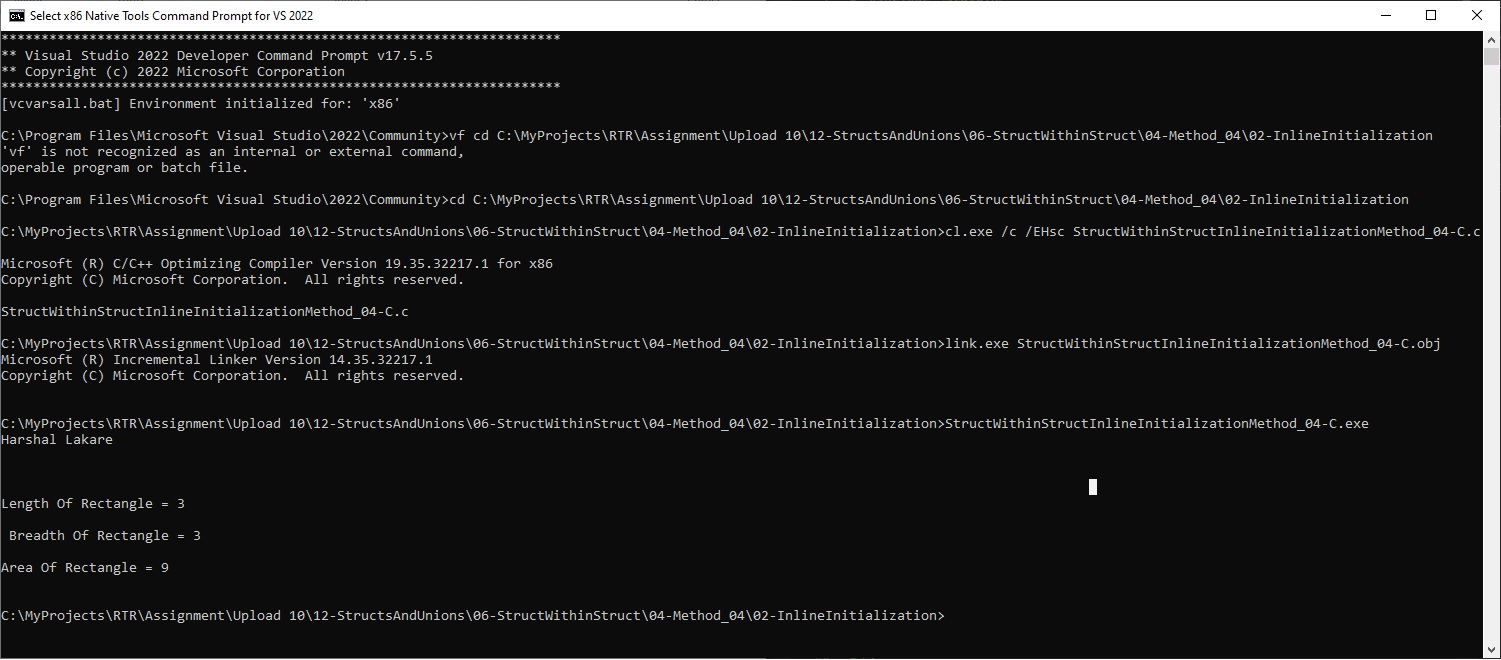 Select x86 Native Tools Command Prompt for VS 2022
**********************************************************************
** Visual Studio 2022 Developer Command Prompt v17.5.5
** Copyright (c) 2022 Microsoft Corporation
**********************************************************************
[vcvarsall.bat] Environment initialized for: 'x86'
C:\Program Files\Microsoft Visual Studio\2022\Community>vf cd C:\MyProjects\RTR\Assignment\Upload 10\12-StructsAndUnions\06-StructWithinStruct\04-Method_04\02-InlineInitialization
'vf' is not recognized as an internal or external command,
operable program or batch file.
C:\Program Files\Microsoft Visual Studio\2022\Community>cd C:\MyProjects\RTR\Assignment\Upload 10\12-StructsAndUnions\06-StructWithinStruct\04-Method_04\02-InlineInitialization
C:\MyProjects\RTR\Assignment\Upload 10\12-StructsAndUnions\06-StructWithinStruct\04-Method_04\02-InlineInitialization>cl.exe /c /EHsc StructWithinStructInlineInitializationMethod_04-C.c
Microsoft (R) C/C++ Optimizing Compiler Version 19.35.32217.1 for x86
Copyright (C) Microsoft Corporation.  All rights reserved.
StructWithinStructInlineInitializationMethod_04-C.c
C:\MyProjects\RTR\Assignment\Upload 10\12-StructsAndUnions\06-StructWithinStruct\04-Method_04\02-InlineInitialization>link.exe StructWithinStructInlineInitializationMethod_04-C.obj
Microsoft (R) Incremental Linker Version 14.35.32217.1
Copyright (C) Microsoft Corporation.  All rights reserved.
C:\MyProjects\RTR\Assignment\Upload 10\12-StructsAndUnions\06-StructWithinStruct\04-Method_04\02-InlineInitialization>StructWithinStructInlineInitializationMethod_04-C.exe
Harshal Lakare
Length Of Rectangle = 3
Breadth Of Rectangle = 3
Area Of Rectangle = 9
C:\MyProjects\RTR\Assignment\Upload 10\12-StructsAndUnions\06-StructWithinStruct\04-Method_04\02-InlineInitialization>